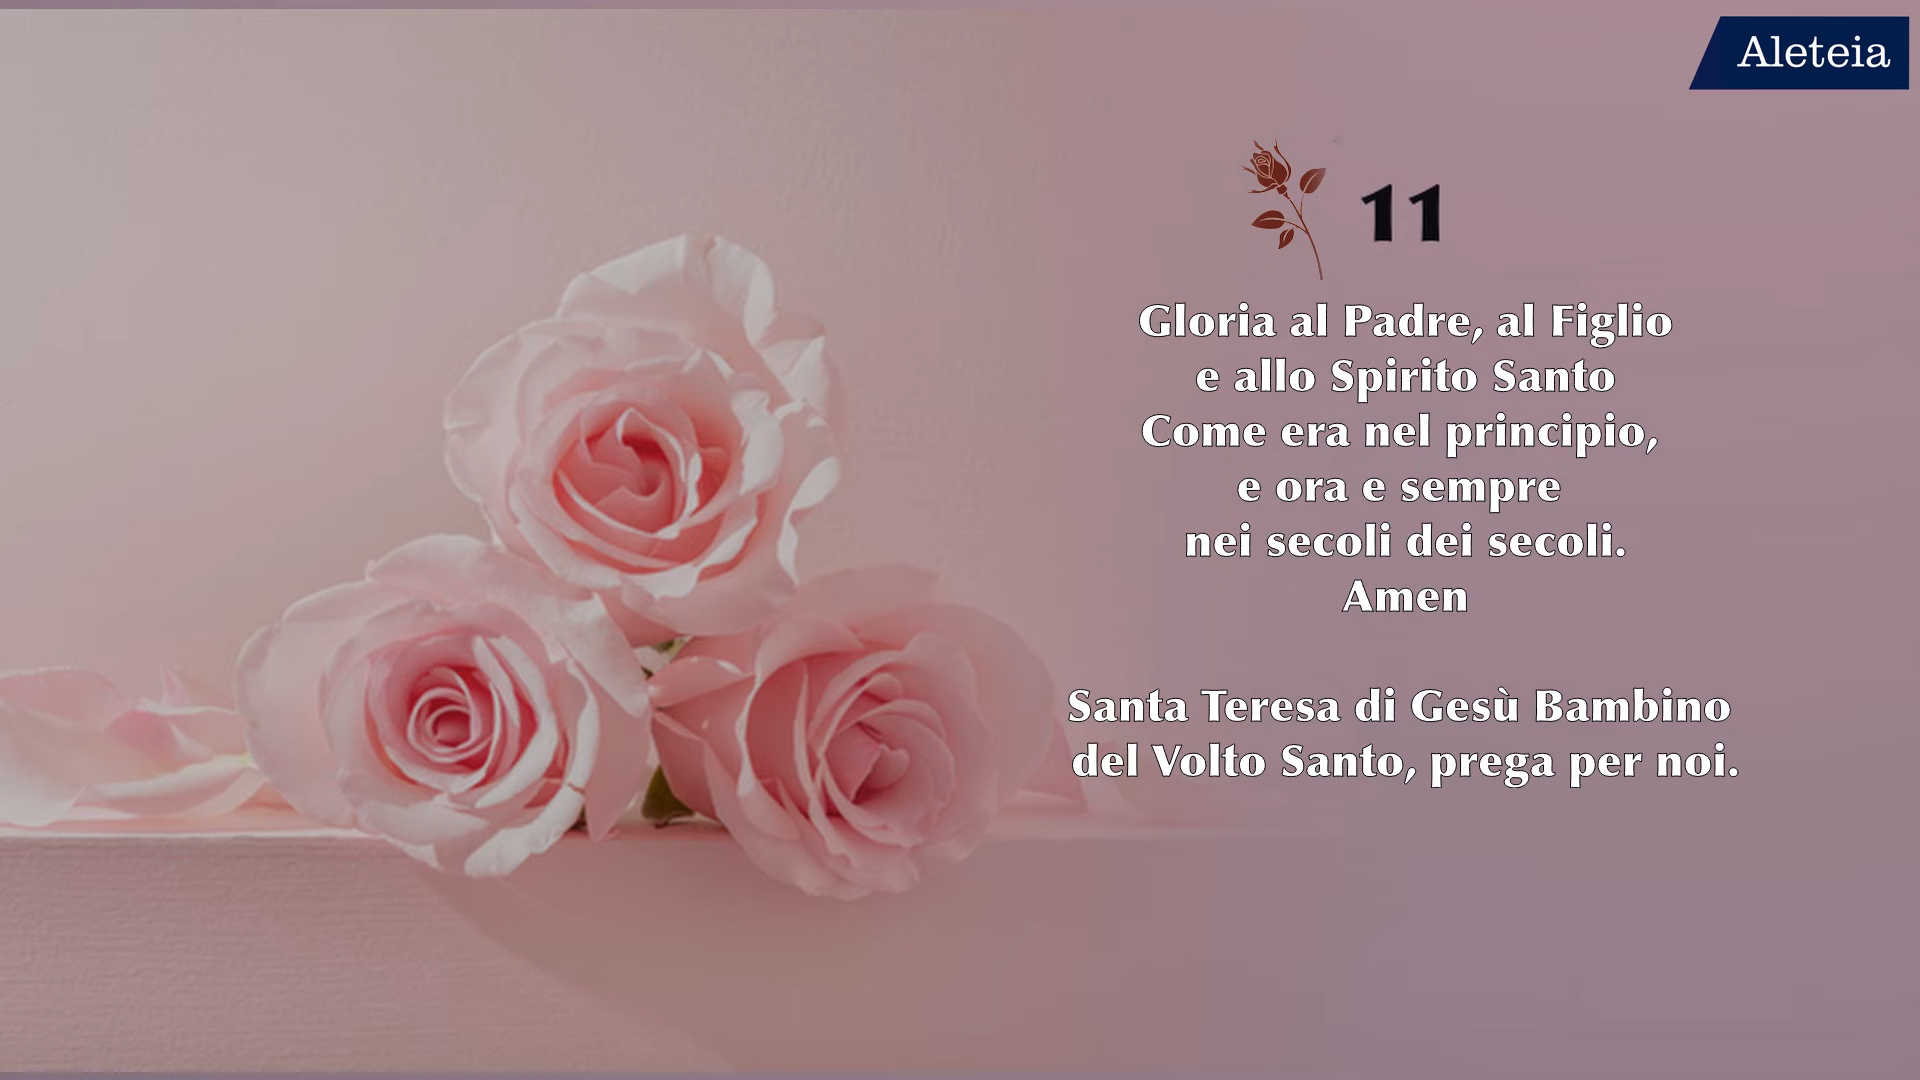 Aleteia
11
Gloria al Padre, al Figlio
e allo Spirito Santo
Come era nel principio,
e ora e sempre
nei secoli dei secoli.
Amen
Santa Teresa di Gesù Bambino
del Volto Santo, prega per noi.